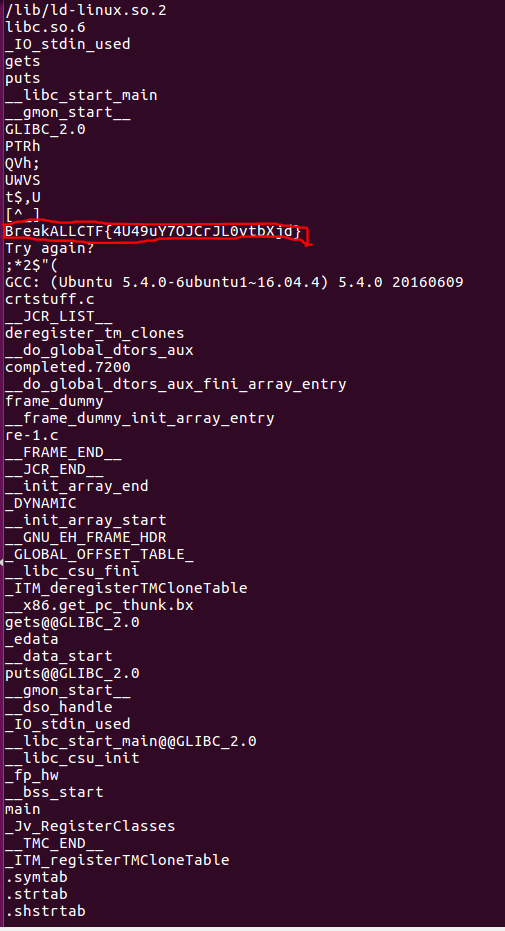 /lib/ld-linux.so.2
libc.so.6
_IO_stdin_used
gets
puts
__libc_start_main
__gmon_start__
GLIBC_2.0
PTRh
QVh;
UWVS
t$,U
[^_]
BreakALLCTF{4U49uY7OJCrJL0vtbXjd}
Try again?
;*2$"(
GCC: (Ubuntu 5.4.0-6ubuntu1~16.04.4) 5.4.0 20160609
crtstuff.c
__JCR_LIST__
deregister_tm_clones
__do_global_dtors_aux
completed.7200
__do_global_dtors_aux_fini_array_entry
frame_dummy
__frame_dummy_init_array_entry
re-1.c
__FRAME_END__
__JCR_END__
__init_array_end
_DYNAMIC
__init_array_start
__GNU_EH_FRAME_HDR
_GLOBAL_OFFSET_TABLE_
__libc_csu_fini
_ITM_deregisterTMCloneTable
__x86.get_pc_thunk.bx
gets@@GLIBC_2.0
_edata
__data_start
puts@@GLIBC_2.0
__gmon_start__
__dso_handle
_IO_stdin_used
__libc_start_main@@GLIBC_2.0
__libc_csu_init
_fp_hw
__bss_start
main
_Jv_RegisterClasses
__TMC_END__
_ITM_registerTMCloneTable
.symtab
.strtab
.shstrtab